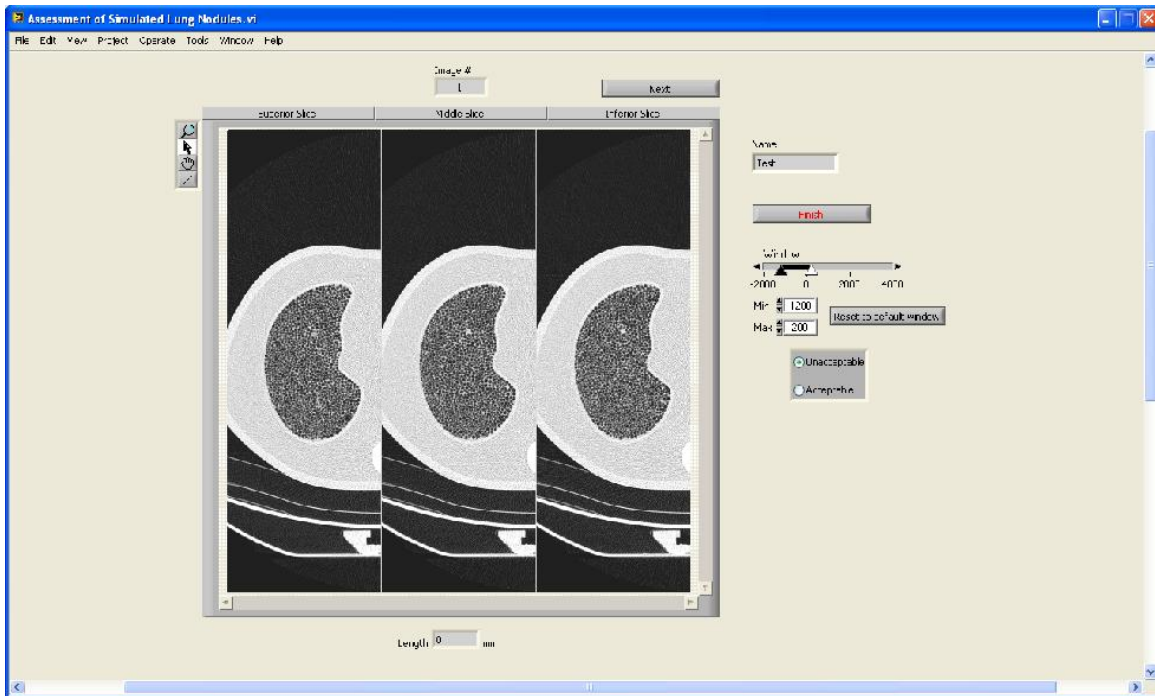 Assessment of Simulated Lung Nodules.vi
File Edit View Project Operate Tools Window Help
Image #
1
Next
Superior Slice Middle Slice Inferior Slice
Name
Test
Finish
Window
-2000 0 2000 4000
Min 1200
Max 200
Reset to default window
Unacceptable
Acceptable
Length 0 mm